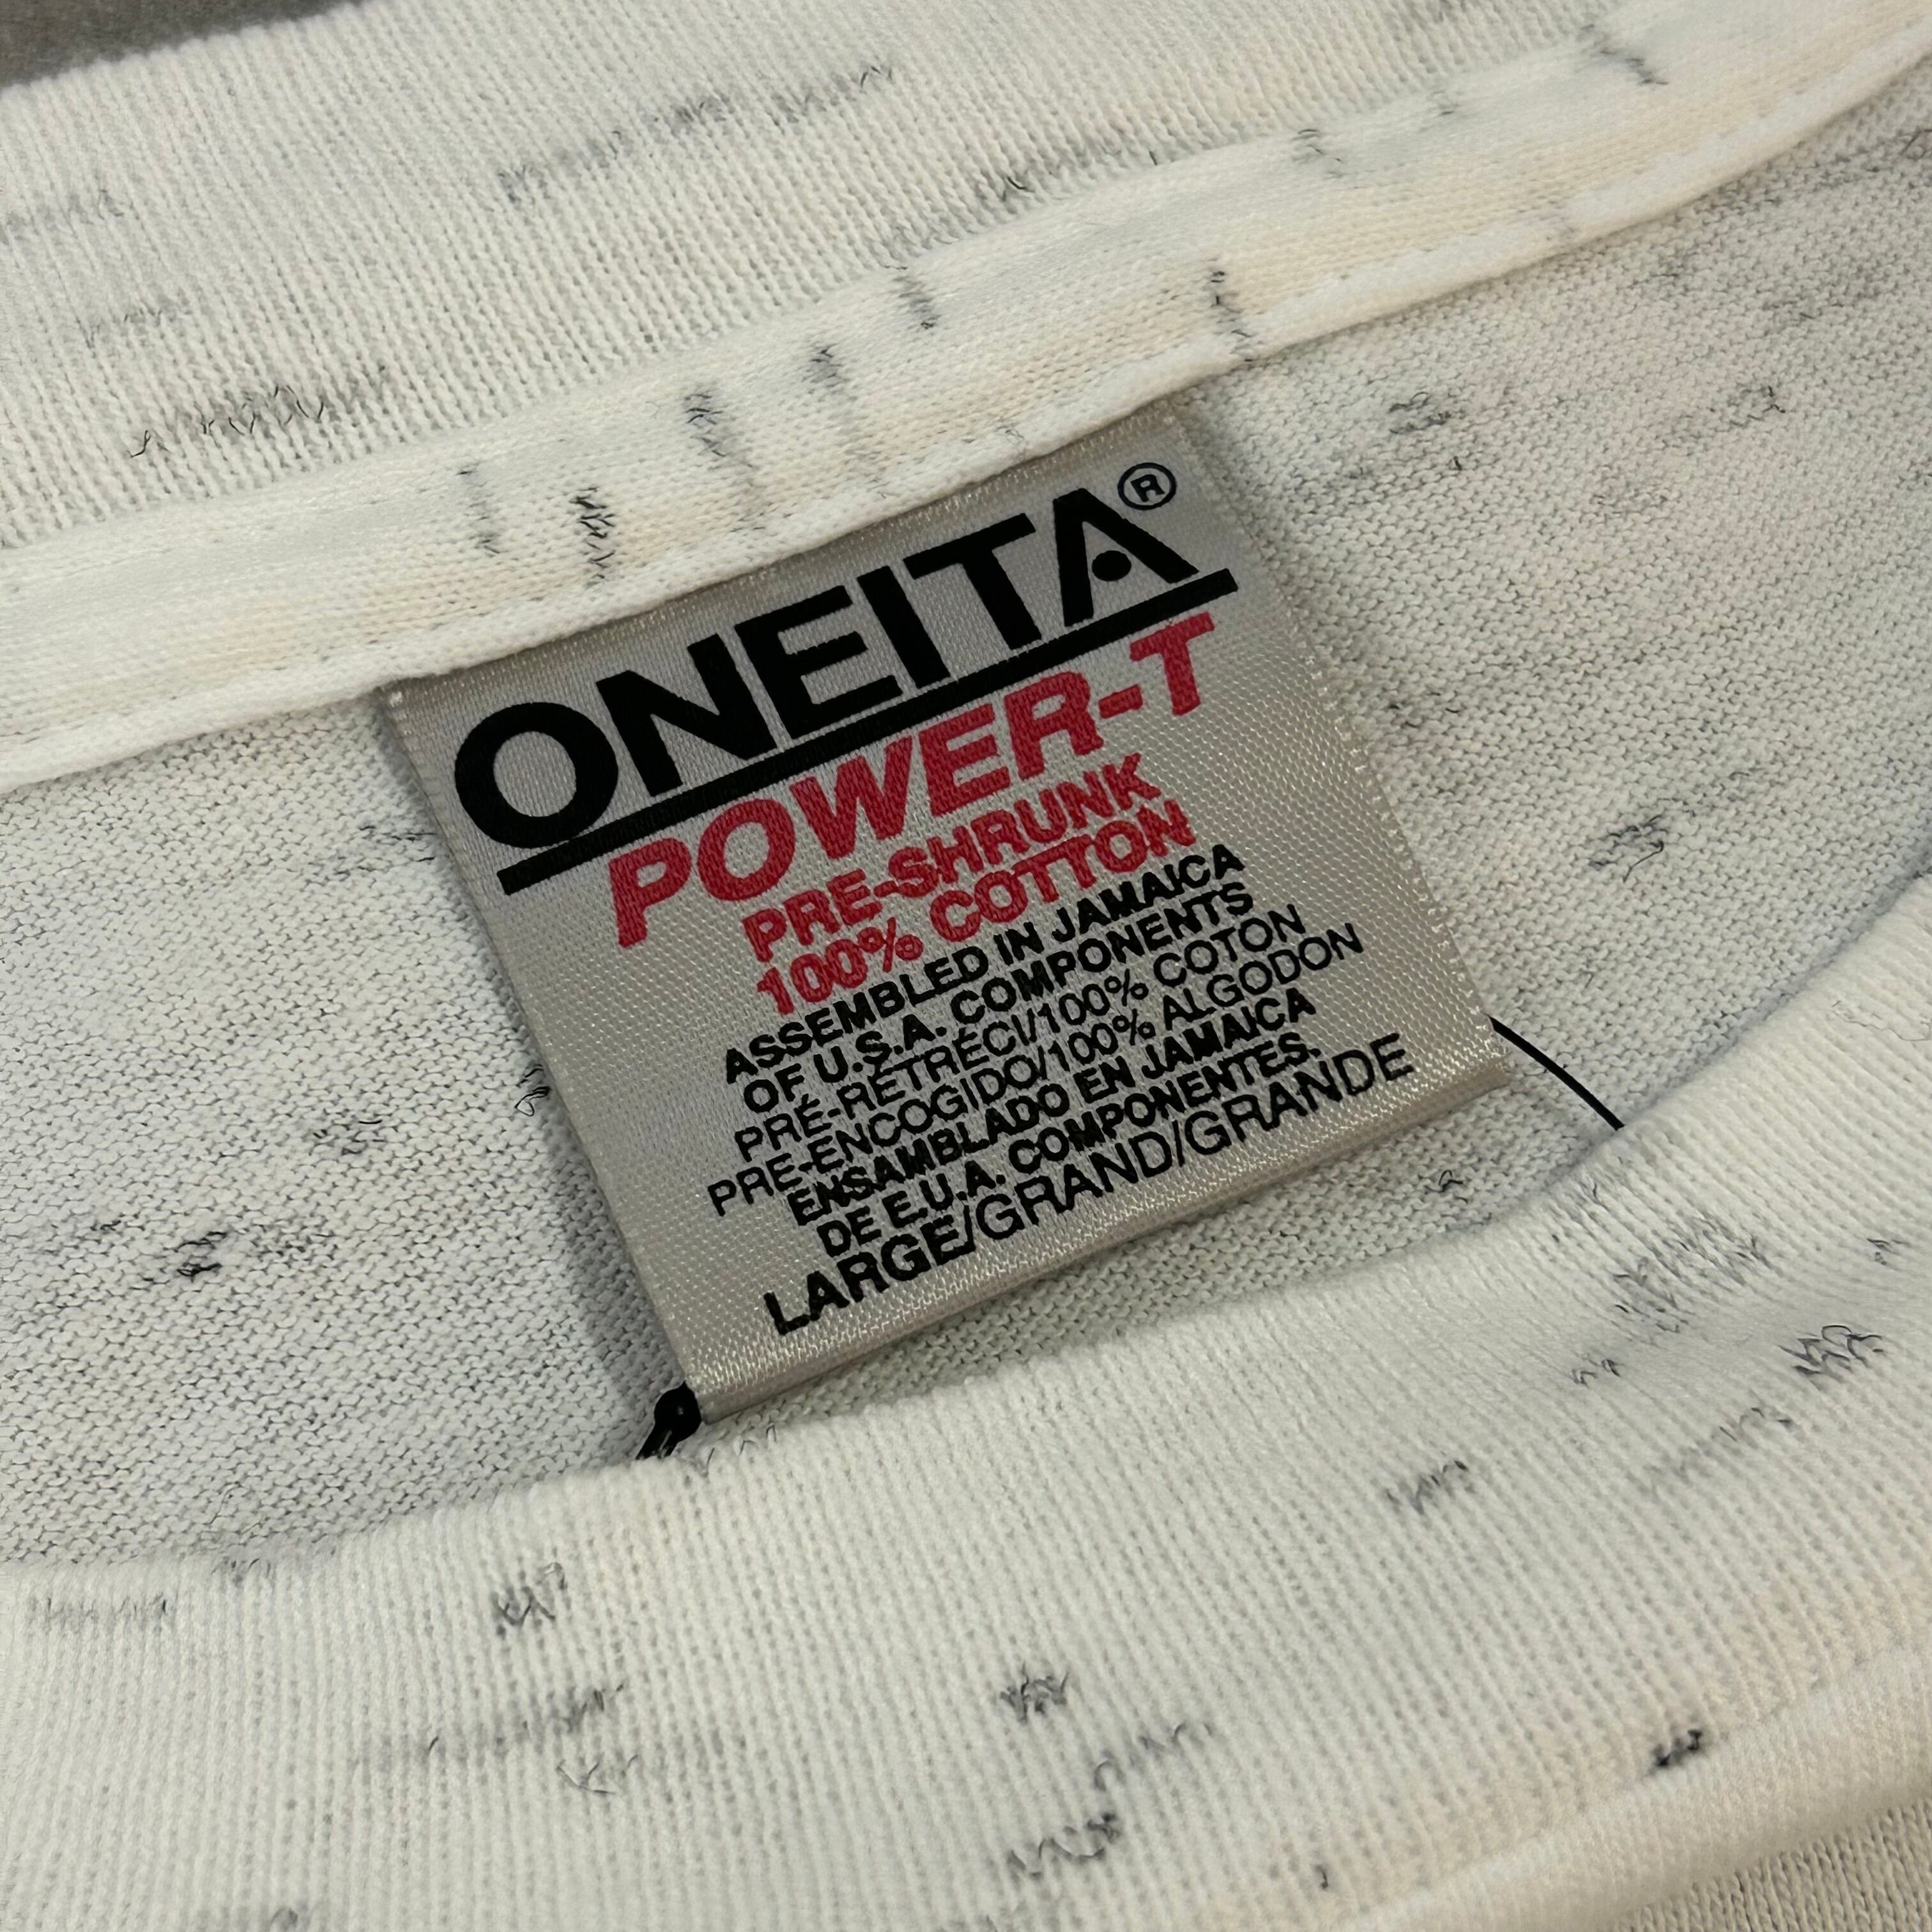 ONEITA®
POWER-T
PRE-SHRUNK
100% COTTON
ASSEMBLED IN JAMAICA
OF U.S.A. COMPONENTS
PRÉ-RÉTRÉCI/100% COTON
PRE-ENCOGIDO/100% ALGODON
ENSAMBLADO EN JAMAICA
DE E.U.A. COMPONENTES.
LARGE/GRAND/GRANDE